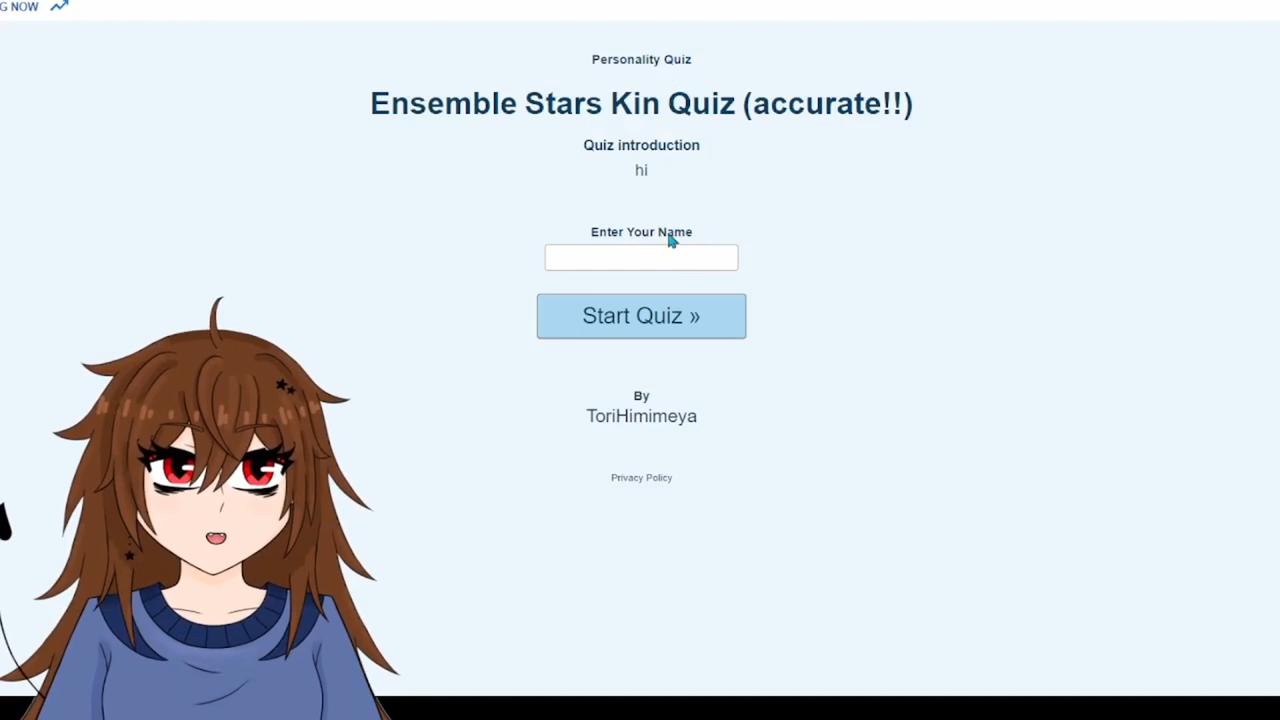 G NOW
Personality Quiz
Ensemble Stars Kin Quiz (accurate!!)
Quiz introduction
hi
Enter Your Name
Start Quiz »
By
ToriHimimeya
Privacy Policy